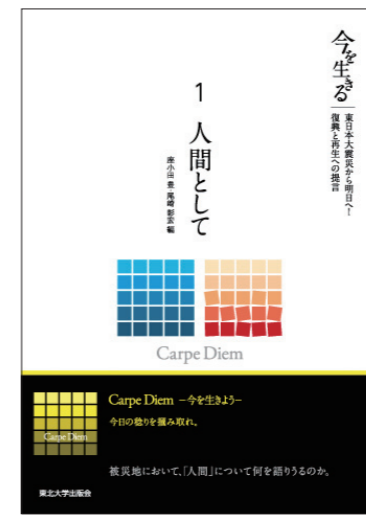 今を生きる
東日本大震災から明日へ!
復興と再生への提言
1
人間として
座小田 豊 尾崎 彰宏 編
Carpe Diem
Carpe Diem
Carpe Diem −今を生きよう−
今日の稔りを摑み取れ。
被災地において、「人間」について何を語りうるのか。
東北大学出版会